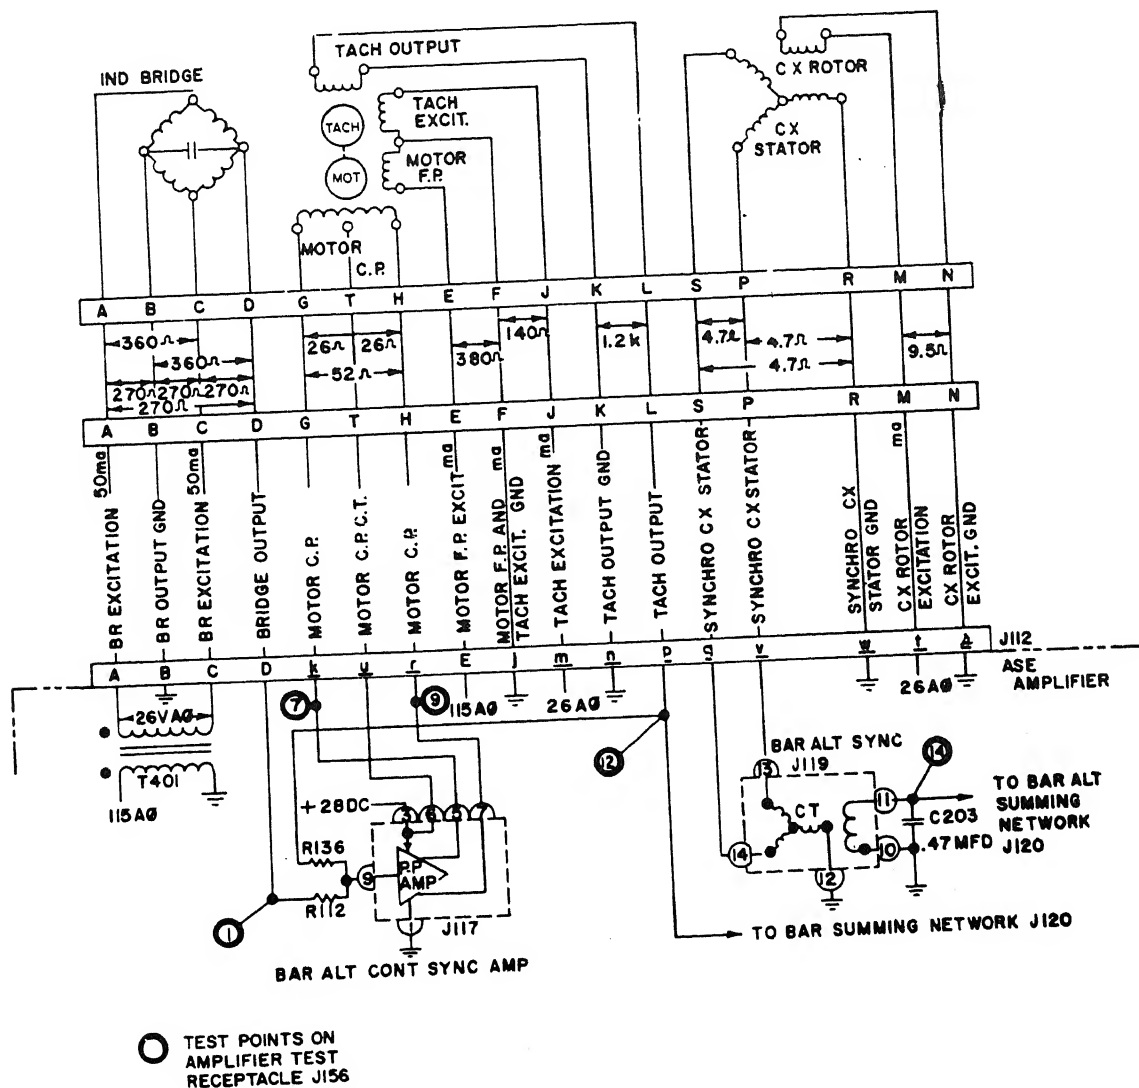 TACH OUTPUT
IND BRIDGE
CX ROTOR
TACH
EXCIT.
TACH
CX
STATOR
MOTOR
F.P.
MOT
MOTOR
C.P.
A B C D G T H E F J K L S P R M N
360Ω
26Ω 26Ω
140Ω
1.2 k
4.7Ω
4.7Ω
9.5Ω
360Ω
380Ω
4.7Ω
270Ω 270Ω 270Ω
52Ω
270Ω
A B C D G T H E F J K L S P R M N
50ma
50ma
ma
ma
ma
ma
BR EXCITATION
BR OUTPUT GND
BR EXCITATION
BRIDGE OUTPUT
MOTOR C.P.
MOTOR C.P. C.T.
MOTOR C.P.
MOTOR F.P. EXCIT
MOTOR F.P. AND
TACH EXCIT. GND
TACH EXCITATION
TACH OUTPUT GND
TACH OUTPUT
SYNCHRO CX STATOR
SYNCHRO CX STATOR
SYNCHRO CX
STATOR GND
CX ROTOR
EXCITATION
CX ROTOR
EXCIT. GND
J112
A B C D k u r E j m n p q v w t
ASE
AMPLIFIER
26VAØ
7
9
115AØ
26AØ
26AØ
12
T401
115AØ
BAR ALT SYNC
J119
14
13
CT
11
TO BAR ALT
SUMMING
NETWORK
J120
C203
.47MFD
14
10
12
+28DC
3 6 5 7
R136
P.P
AMP
9
R112
1
J117
TO BAR SUMMING NETWORK J120
BAR ALT CONT SYNC AMP
TEST POINTS ON
AMPLIFIER TEST
RECEPTACLE J156